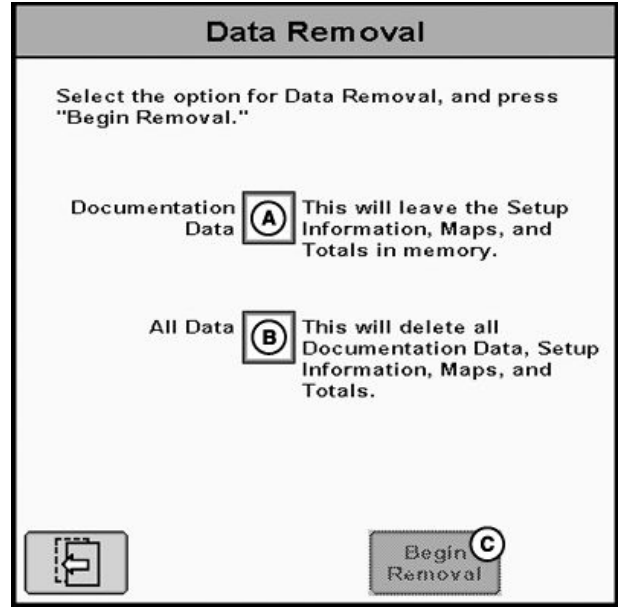 Data Removal
Select the option for Data Removal, and press
"Begin Removal."
Documentation
Data
A
This will leave the Setup
Information, Maps, and
Totals in memory.
All Data
B
This will delete all
Documentation Data, Setup
Information, Maps, and
Totals.
Begin
Removal
C